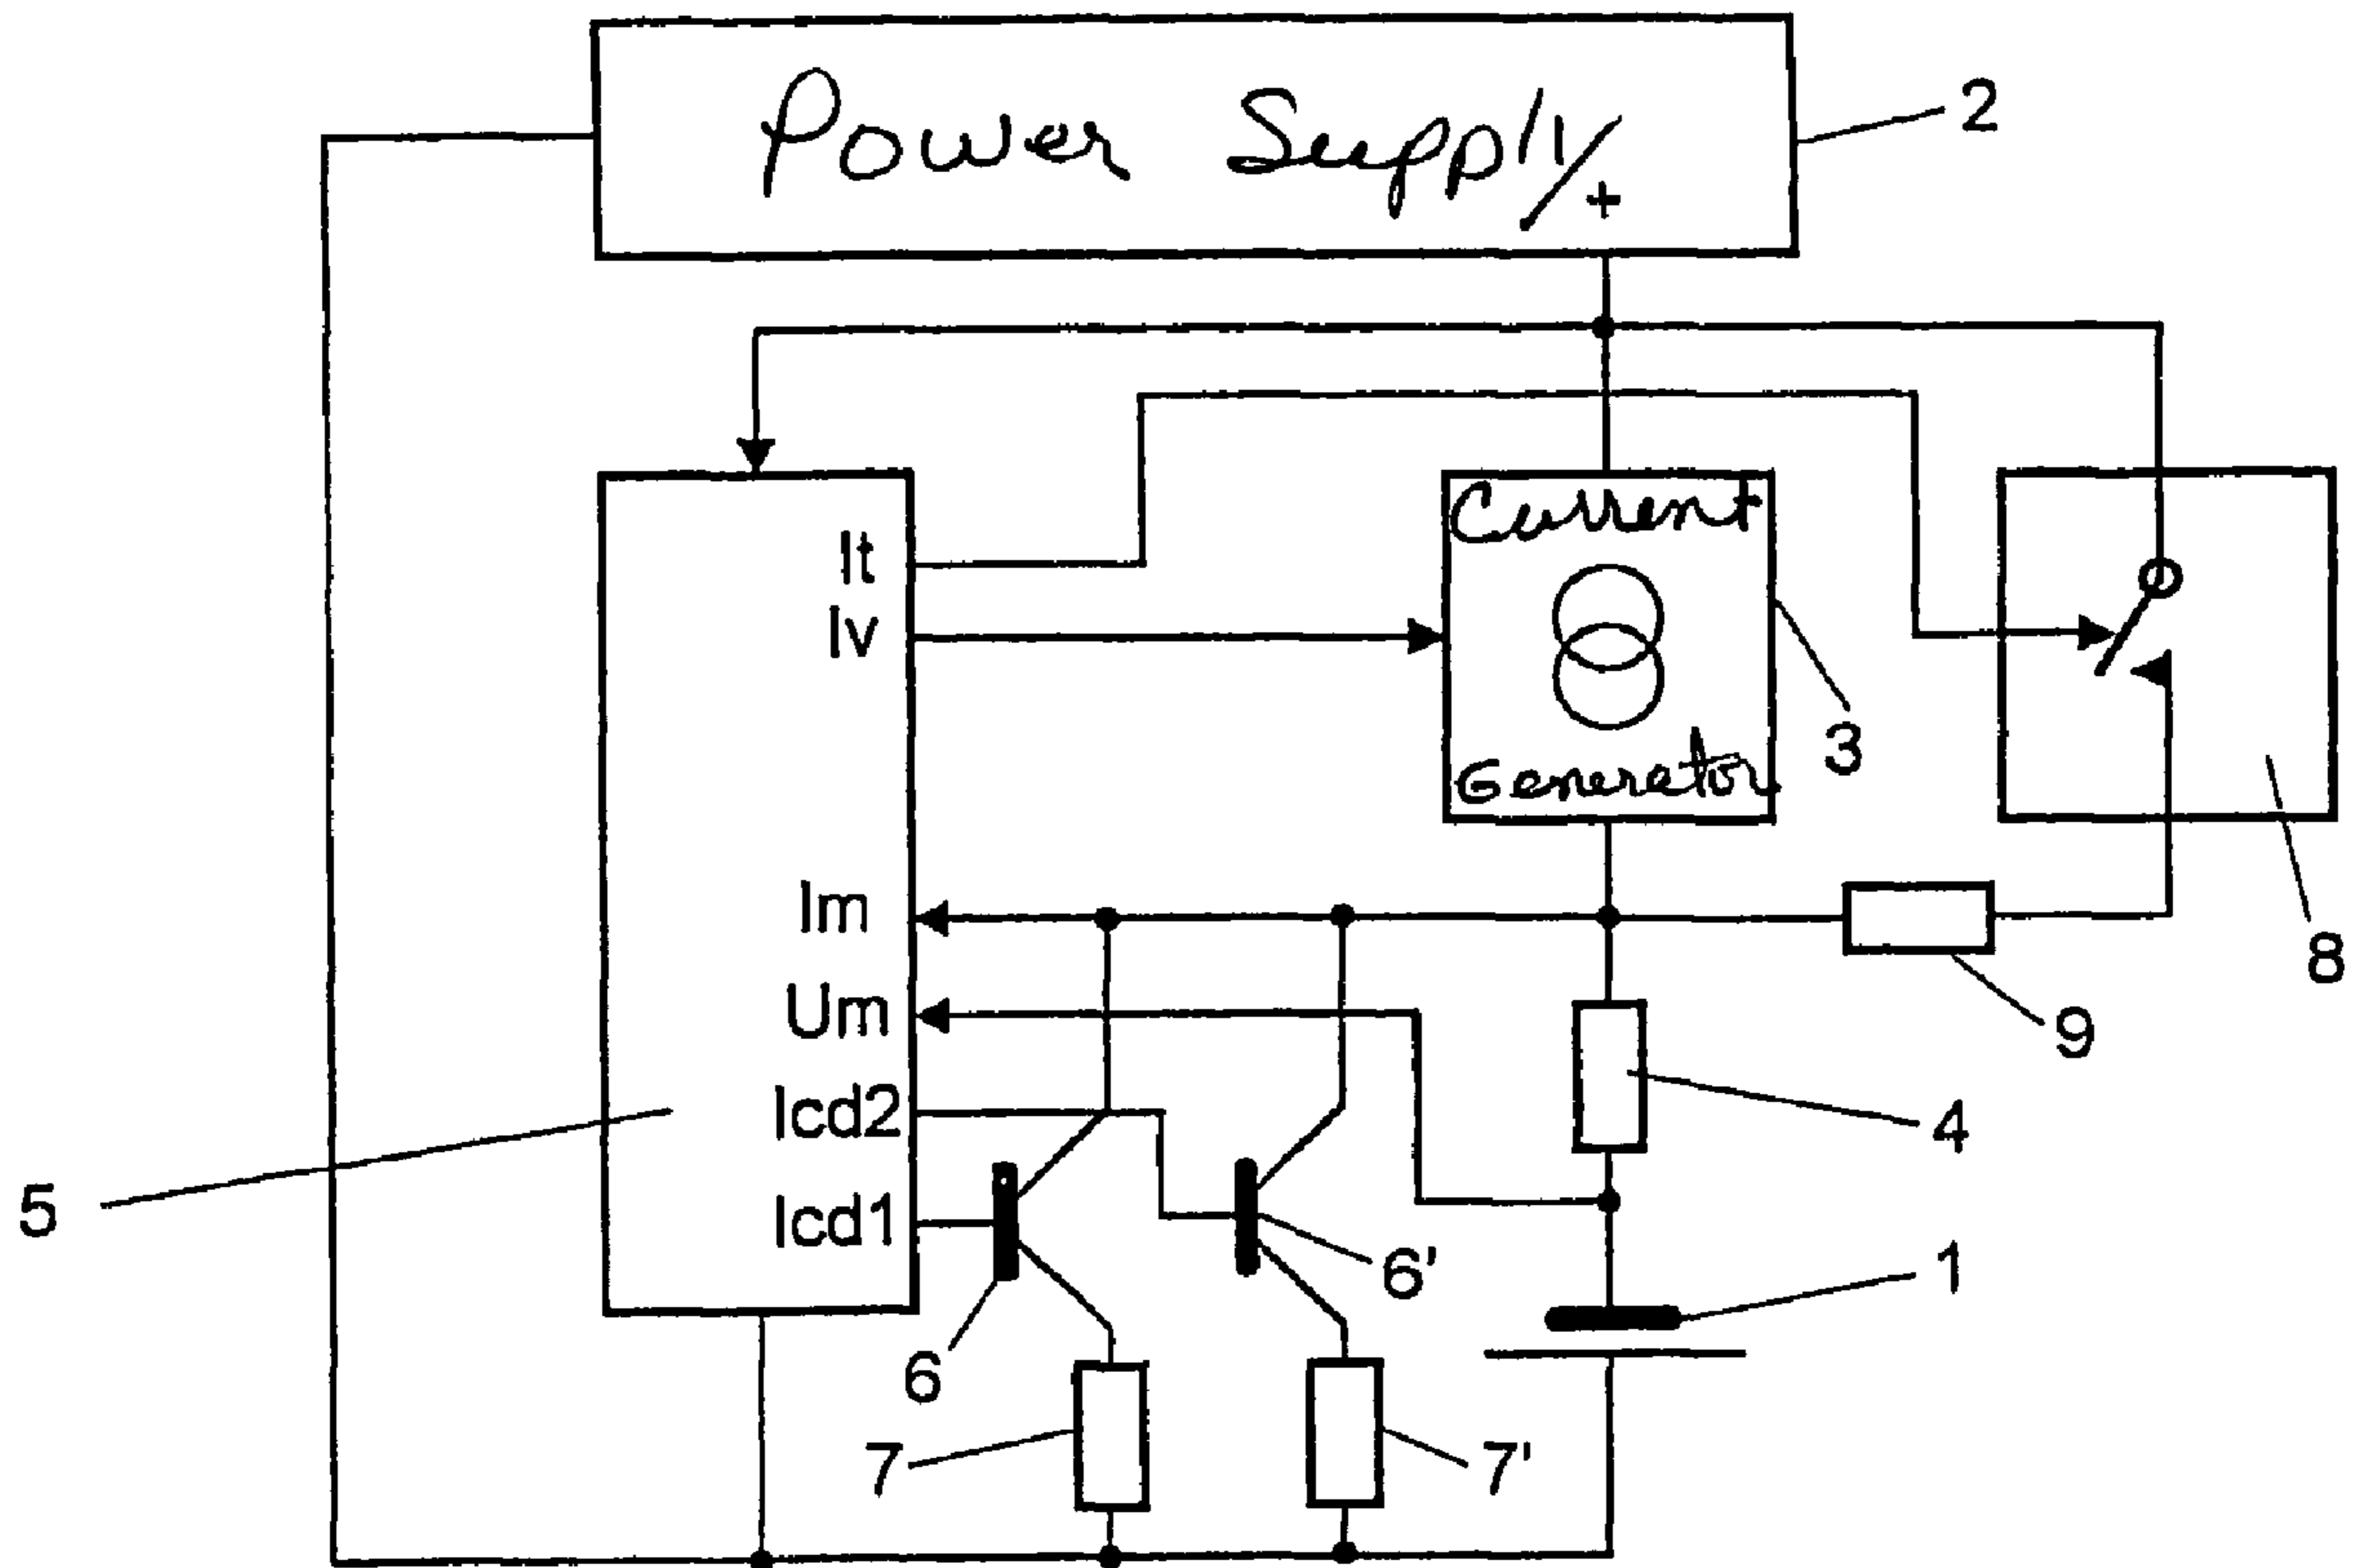 Power Supply
+
2
It
Iv
Current
Generator
3
Im
Um
Icd2
Icd1
8
9
4
5
6
6'
1
7
7'